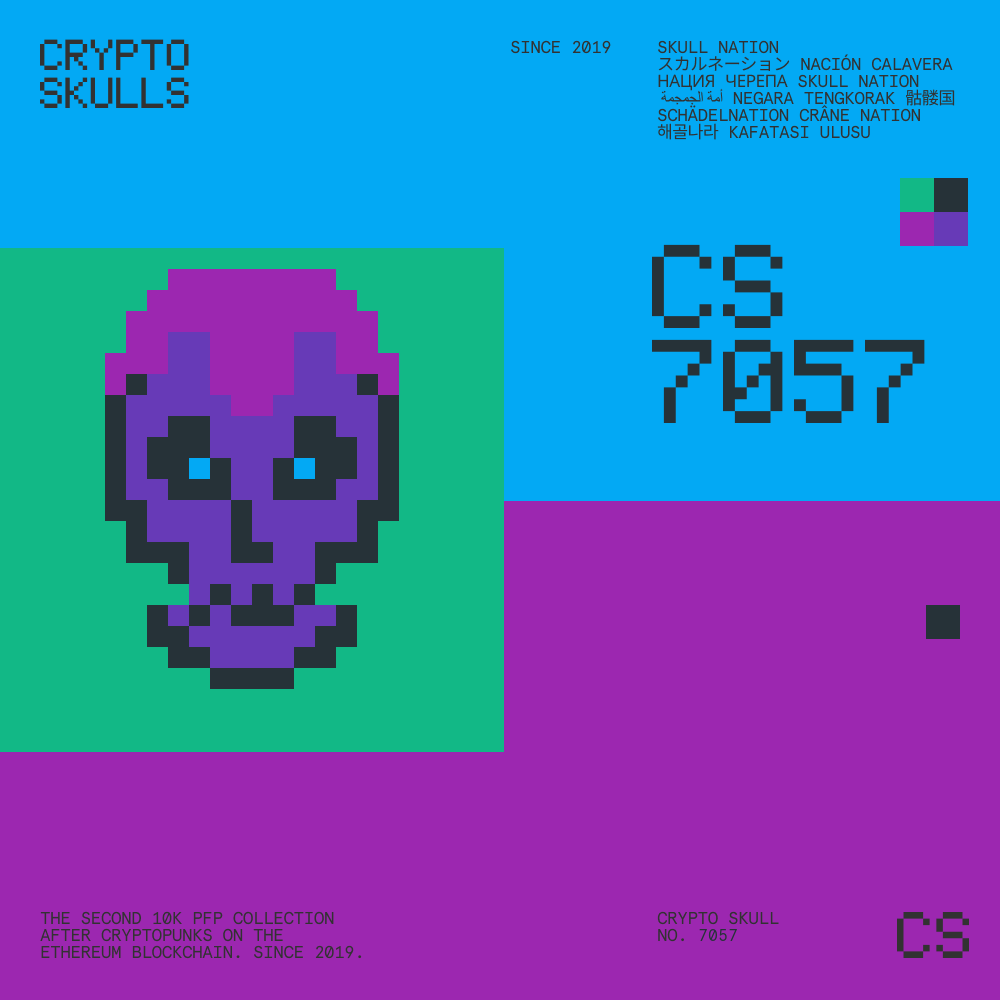 CRYPTO
SKULLS
SINCE 2019
SKULL NATION
スカルネーション NACIÓN CALAVERA
НАЦИЯ ЧЕРЕПА SKULL NATION
أمة الجمجمة NEGARA TENGKORAK 骷髅国
SCHÄDELNATION CRÂNE NATION
해골나라 KAFATASI ULUSU
CS
7057
THE SECOND 10K PFP COLLECTION
AFTER CRYPTOPUNKS ON THE
ETHEREUM BLOCKCHAIN. SINCE 2019.
CRYPTO SKULL
NO. 7057
CS